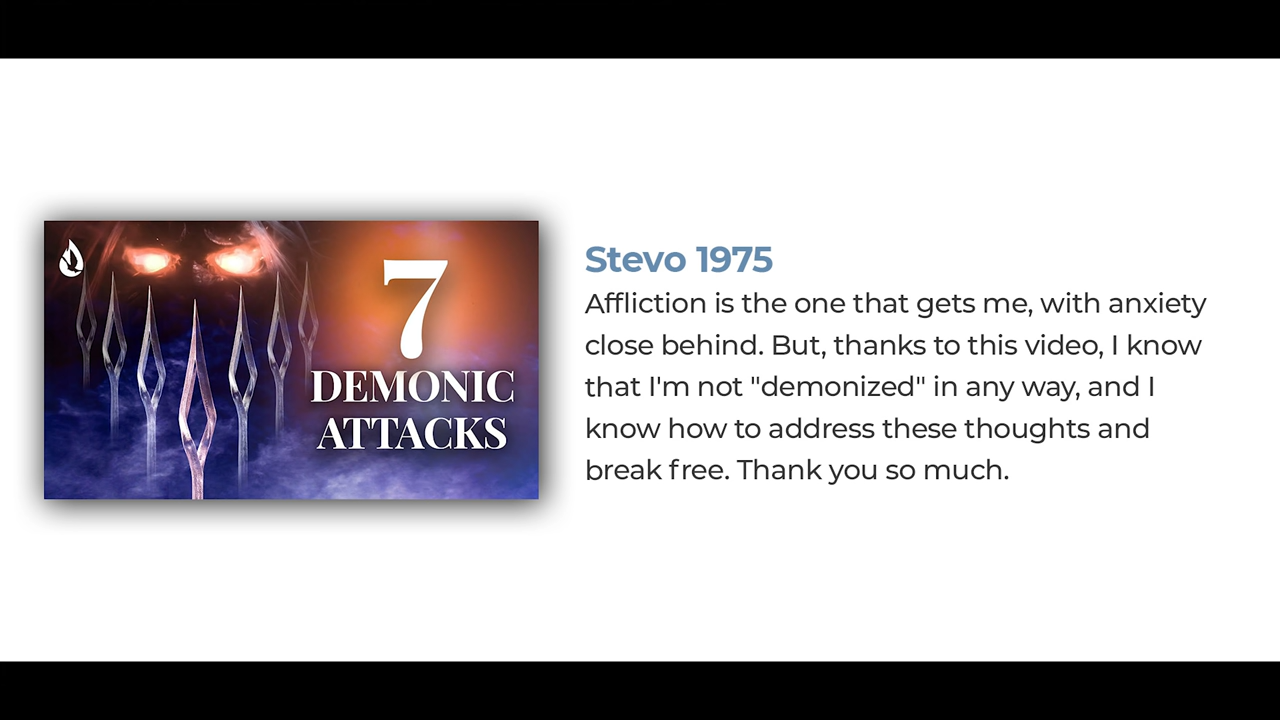 7
DEMONIC
ATTACKS
Stevo 1975
Affliction is the one that gets me, with anxiety
close behind. But, thanks to this video, I know
that I'm not "demonized" in any way, and I
know how to address these thoughts and
break free. Thank you so much.